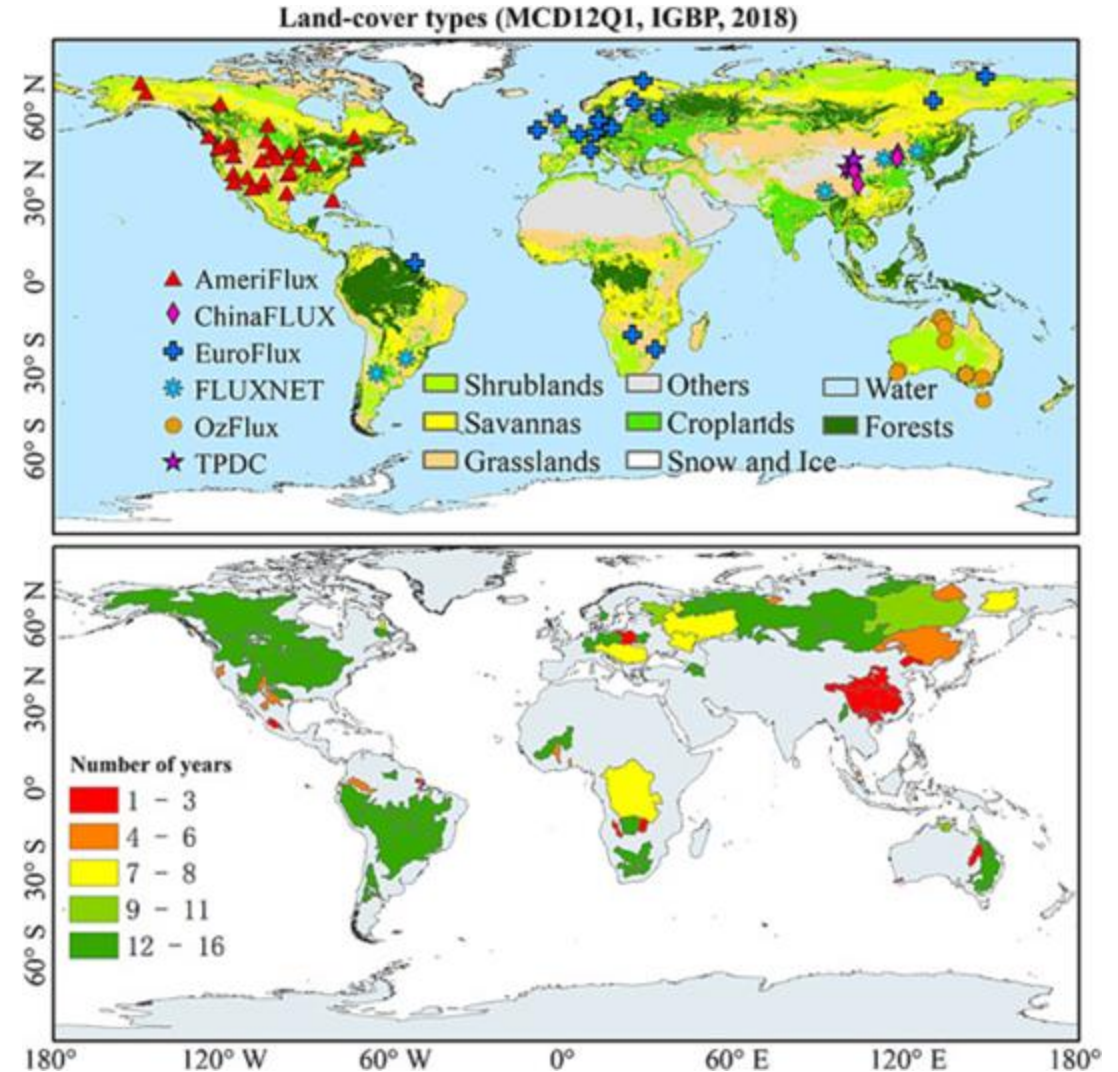 Land-cover types (MCD12Q1, IGBP, 2018)
60° N
30° N
0°
30° S
60° S
AmeriFlux
ChinaFLUX
EuroFlux
FLUXNET
OzFlux
TPDC
Shrublands
Others
Water
Savannas
Croplands
Forests
Grasslands
Snow and Ice
60° N
30° N
0°
30° S
60° S
Number of years
1 - 3
4 - 6
7 - 8
9 - 11
12 - 16
180° 120° W 60° W 0° 60° E 120° E 180°